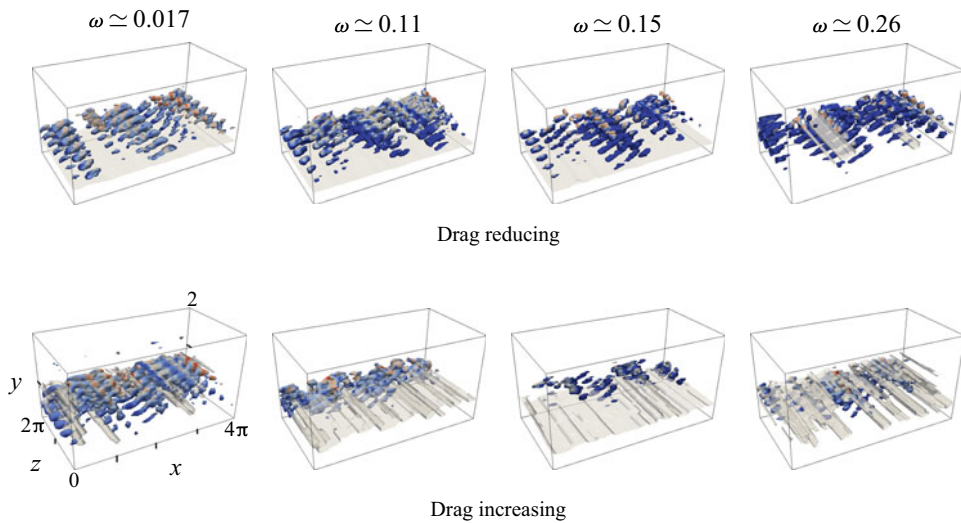 ω ≃ 0.017 ω ≃ 0.11 ω ≃ 0.15 ω ≃ 0.26
Drag reducing
2
y
2π
4π
z
x
0
Drag increasing